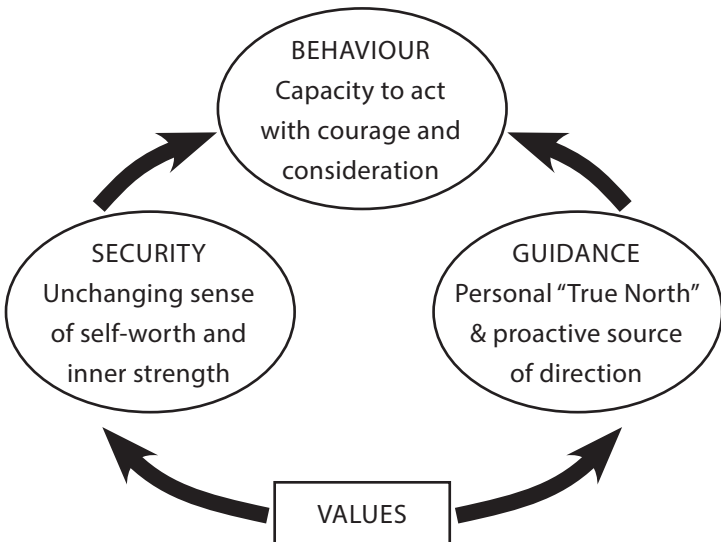 BEHAVIOUR
Capacity to act
with courage and
consideration
SECURITY
Unchanging sense
of self-worth and
inner strength
GUIDANCE
Personal “True North”
& proactive source
of direction
VALUES